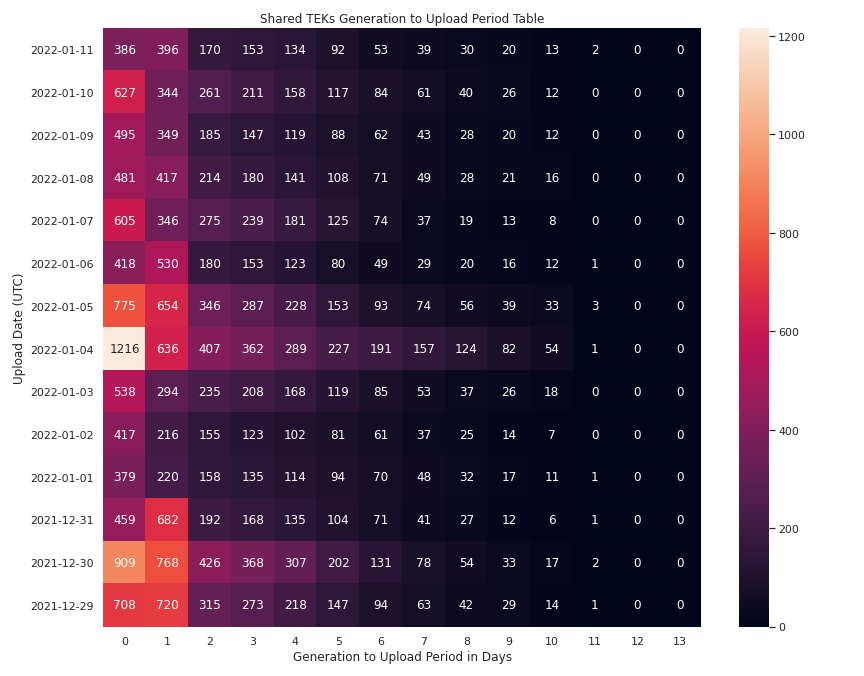 Shared TEKs Generation to Upload Period Table
Upload Date (UTC)
2022-01-11 386 396 170 153 134 92 53 39 30 20 13 2 0 0
2022-01-10 627 344 261 211 158 117 84 61 40 26 12 0 0 0
2022-01-09 495 349 185 147 119 88 62 43 28 20 12 0 0 0
2022-01-08 481 417 214 180 141 108 71 49 28 21 16 0 0 0
2022-01-07 605 346 275 239 181 125 74 37 19 13 8 0 0 0
2022-01-06 418 530 180 153 123 80 49 29 20 16 12 1 0 0
2022-01-05 775 654 346 287 228 153 93 74 56 39 33 3 0 0
2022-01-04 1216 636 407 362 289 227 191 157 124 82 54 1 0 0
2022-01-03 538 294 235 208 168 119 85 53 37 26 18 0 0 0
2022-01-02 417 216 155 123 102 81 61 37 25 14 7 0 0 0
2022-01-01 379 220 158 135 114 94 70 48 32 17 11 1 0 0
2021-12-31 459 682 192 168 135 104 71 41 27 12 6 1 0 0
2021-12-30 909 768 426 368 307 202 131 78 54 33 17 2 0 0
2021-12-29 708 720 315 273 218 147 94 63 42 29 14 1 0 0
0 1 2 3 4 5 6 7 8 9 10 11 12 13
Generation to Upload Period in Days
1200
1000
800
600
400
200
0